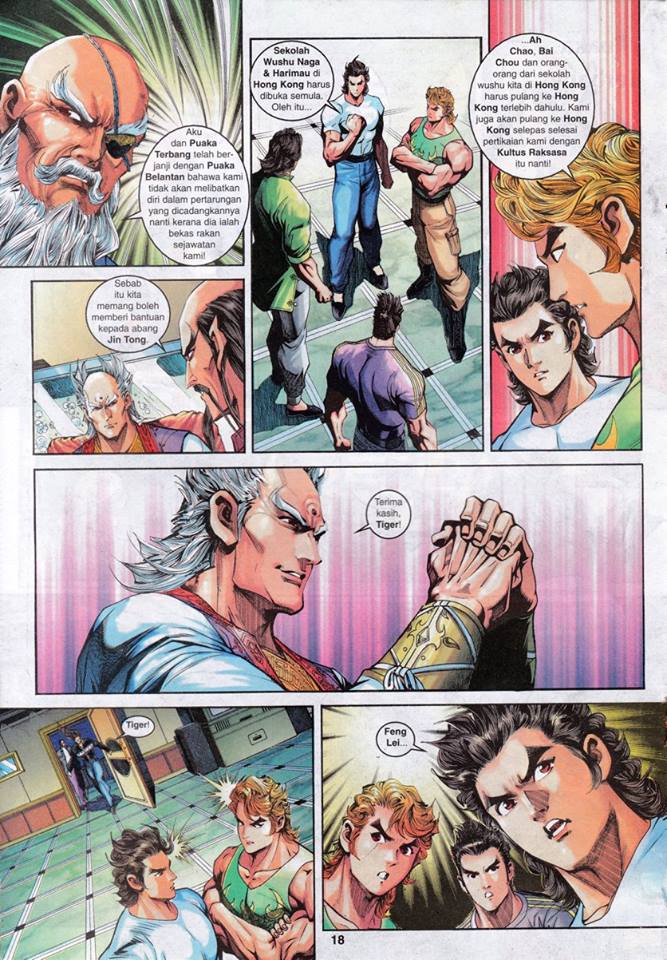 Aku
dan Puaka
Terbang telah ber-
janji dengan Puaka
Belantan bahawa kami
tidak akan melibatkan
diri dalam pertarungan
yang dicadangkannya
nanti kerana dia ialah
bekas rakan
sejawatan
kami!
Sekolah
Wushu Naga
& Harimau di
Hong Kong harus
dibuka semula.
Oleh itu...
...Ah
Chao, Bai
Chou dan orang-
orang dari sekolah
wushu kita di Hong Kong
harus pulang ke Hong
Kong terlebih dahulu. Kami
juga akan pulang ke Hong
Kong selepas selesai
pertikaian kami dengan
Kultus Raksasa
itu nanti!
Sebab
itu kita
memang boleh
memberi bantuan
kepada abang
Jin Tong.
Terima
kasih,
Tiger!
Tiger!
Feng
Lei...
18